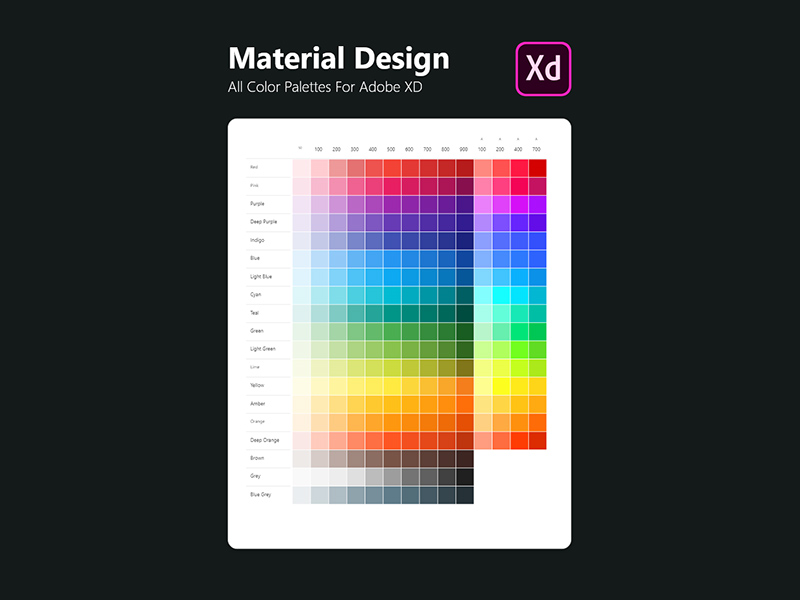 Material Design
All Color Palettes For Adobe XD
Xd
100 200 300 400 500 600 700 800 900 100 200 400 700
Red
Pink
Purple
Deep Purple
Indigo
Blue
Light Blue
Cyan
Teal
Green
Light Green
Lime
Yellow
Amber
Orange
Deep Orange
Brown
Grey
Blue Grey